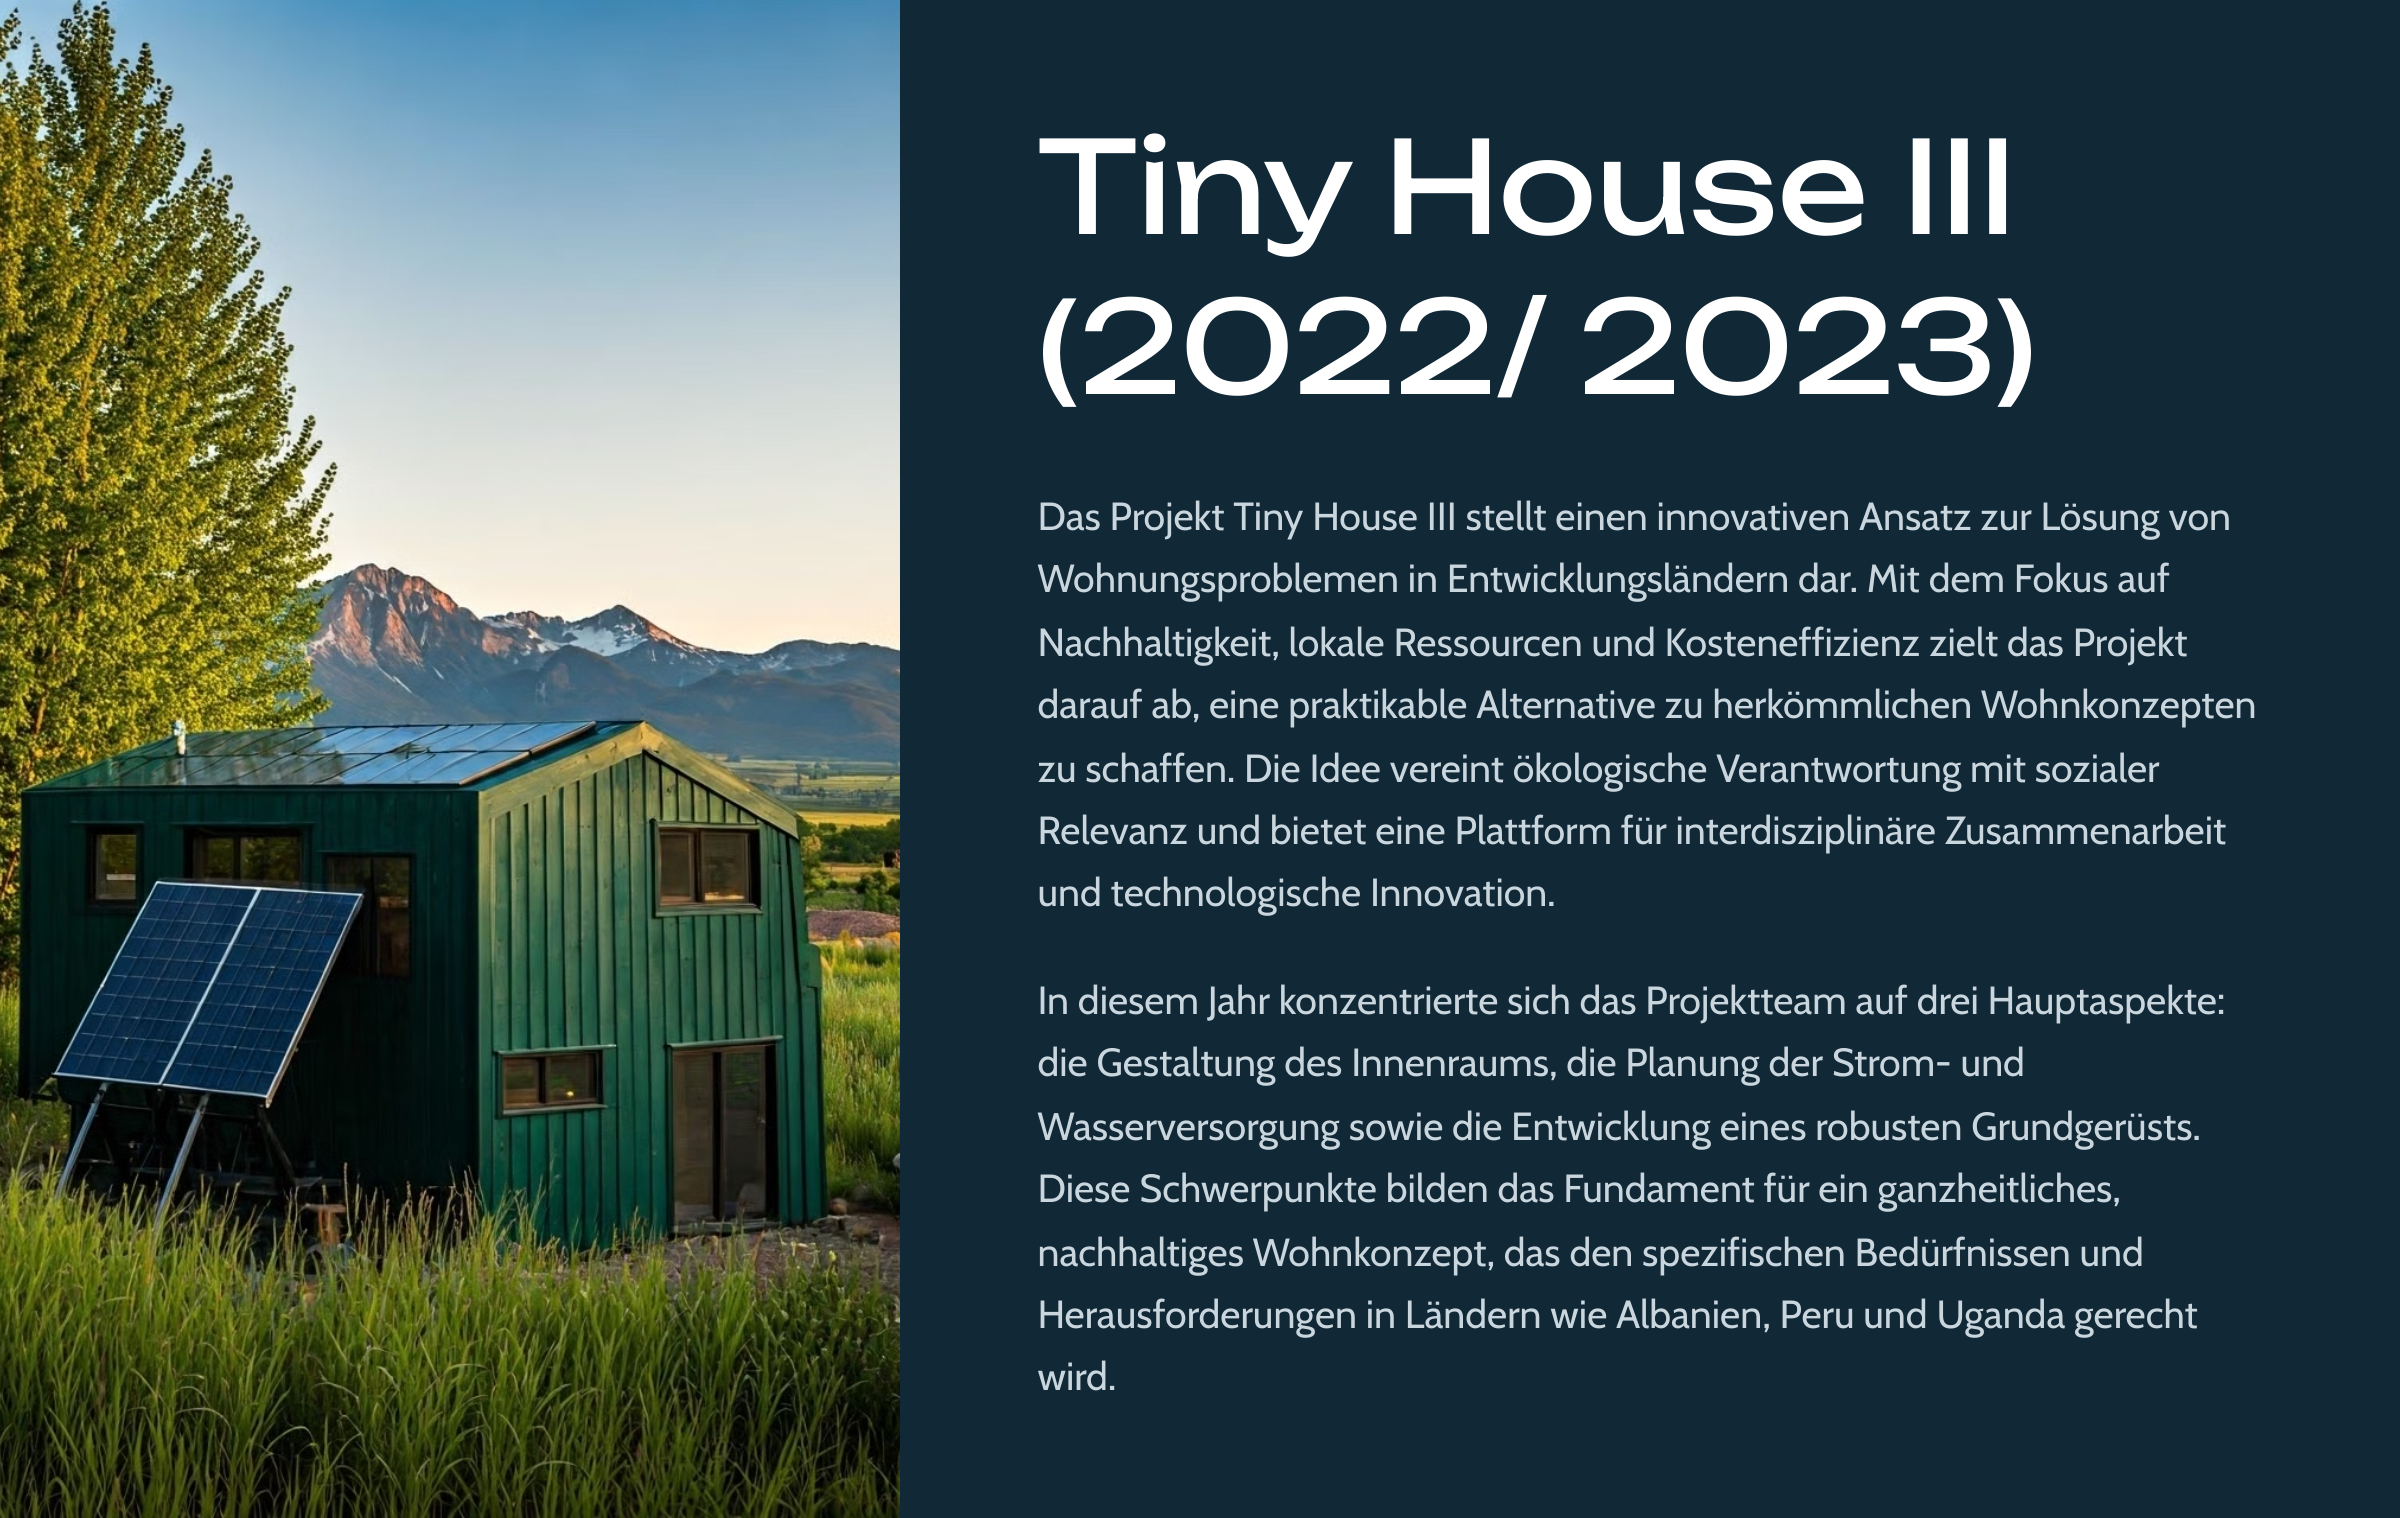 Tiny House III
(2022/ 2023)
Das Projekt Tiny House III stellt einen innovativen Ansatz zur Lösung von
Wohnungsproblemen in Entwicklungsländern dar. Mit dem Fokus auf
Nachhaltigkeit, lokale Ressourcen und Kosteneffizienz zielt das Projekt
darauf ab, eine praktikable Alternative zu herkömmlichen Wohnkonzepten
zu schaffen. Die Idee vereint ökologische Verantwortung mit sozialer
Relevanz und bietet eine Plattform für interdisziplinäre Zusammenarbeit
und technologische Innovation.
In diesem Jahr konzentrierte sich das Projektteam auf drei Hauptaspekte:
die Gestaltung des Innenraums, die Planung der Strom- und
Wasserversorgung sowie die Entwicklung eines robusten Grundgerüsts.
Diese Schwerpunkte bilden das Fundament für ein ganzheitliches,
nachhaltiges Wohnkonzept, das den spezifischen Bedürfnissen und
Herausforderungen in Ländern wie Albanien, Peru und Uganda gerecht
wird.